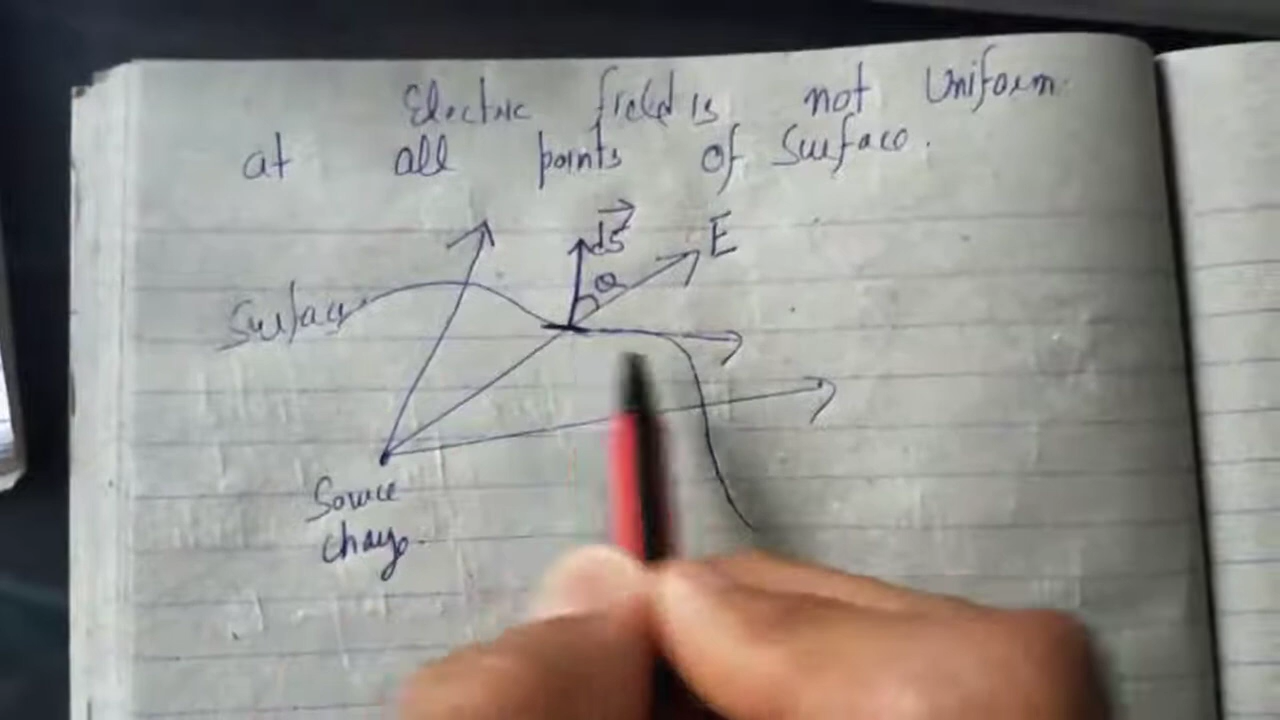 Electric field is not Uniform
at all points of Surface.
dS
E
θ
Surface
Source
charge.